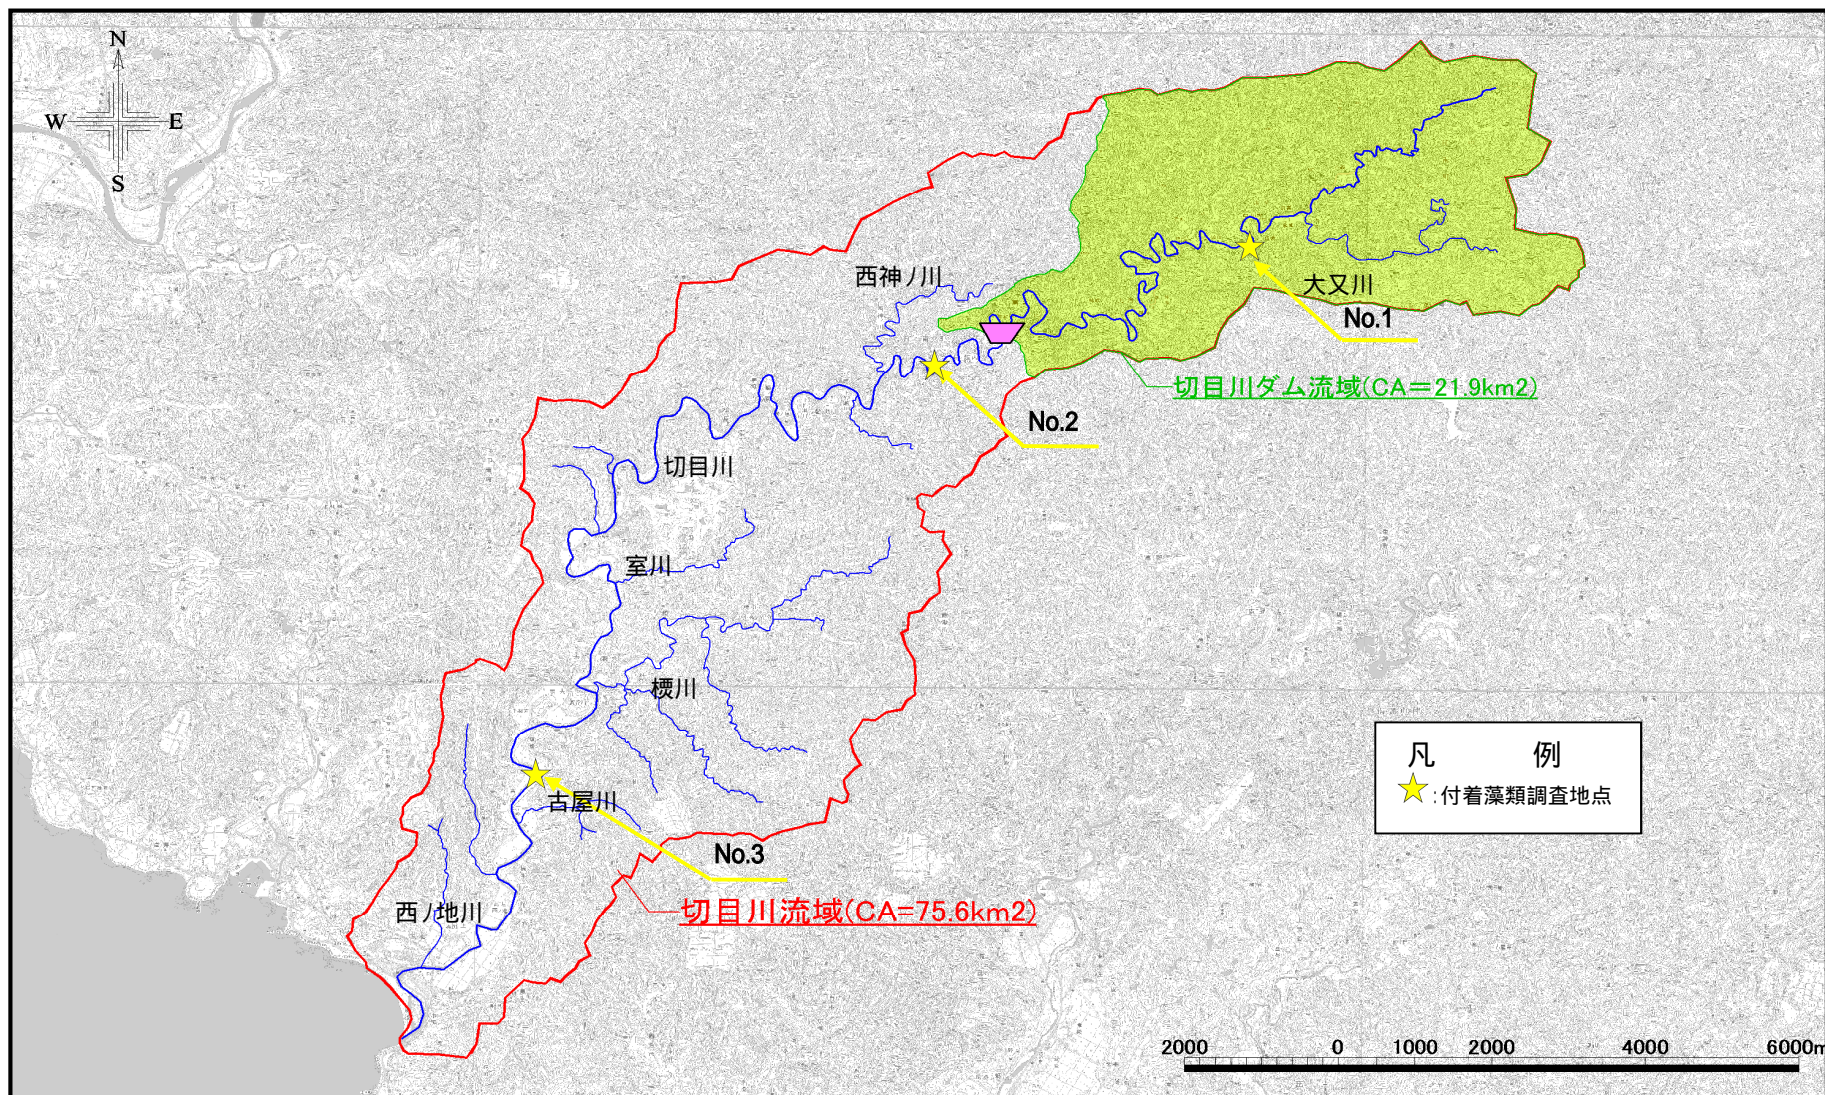 N
W
E
S
西神ノ川
大又川
No.1
切目川ダム流域(CA=21.9km2)
No.2
切目川
室川
No.3
古屋川
西ノ地川
切目川流域(CA=75.6km2)
凡 例
:付着藻類調査地点
2000 0 1000 2000 4000 6000m